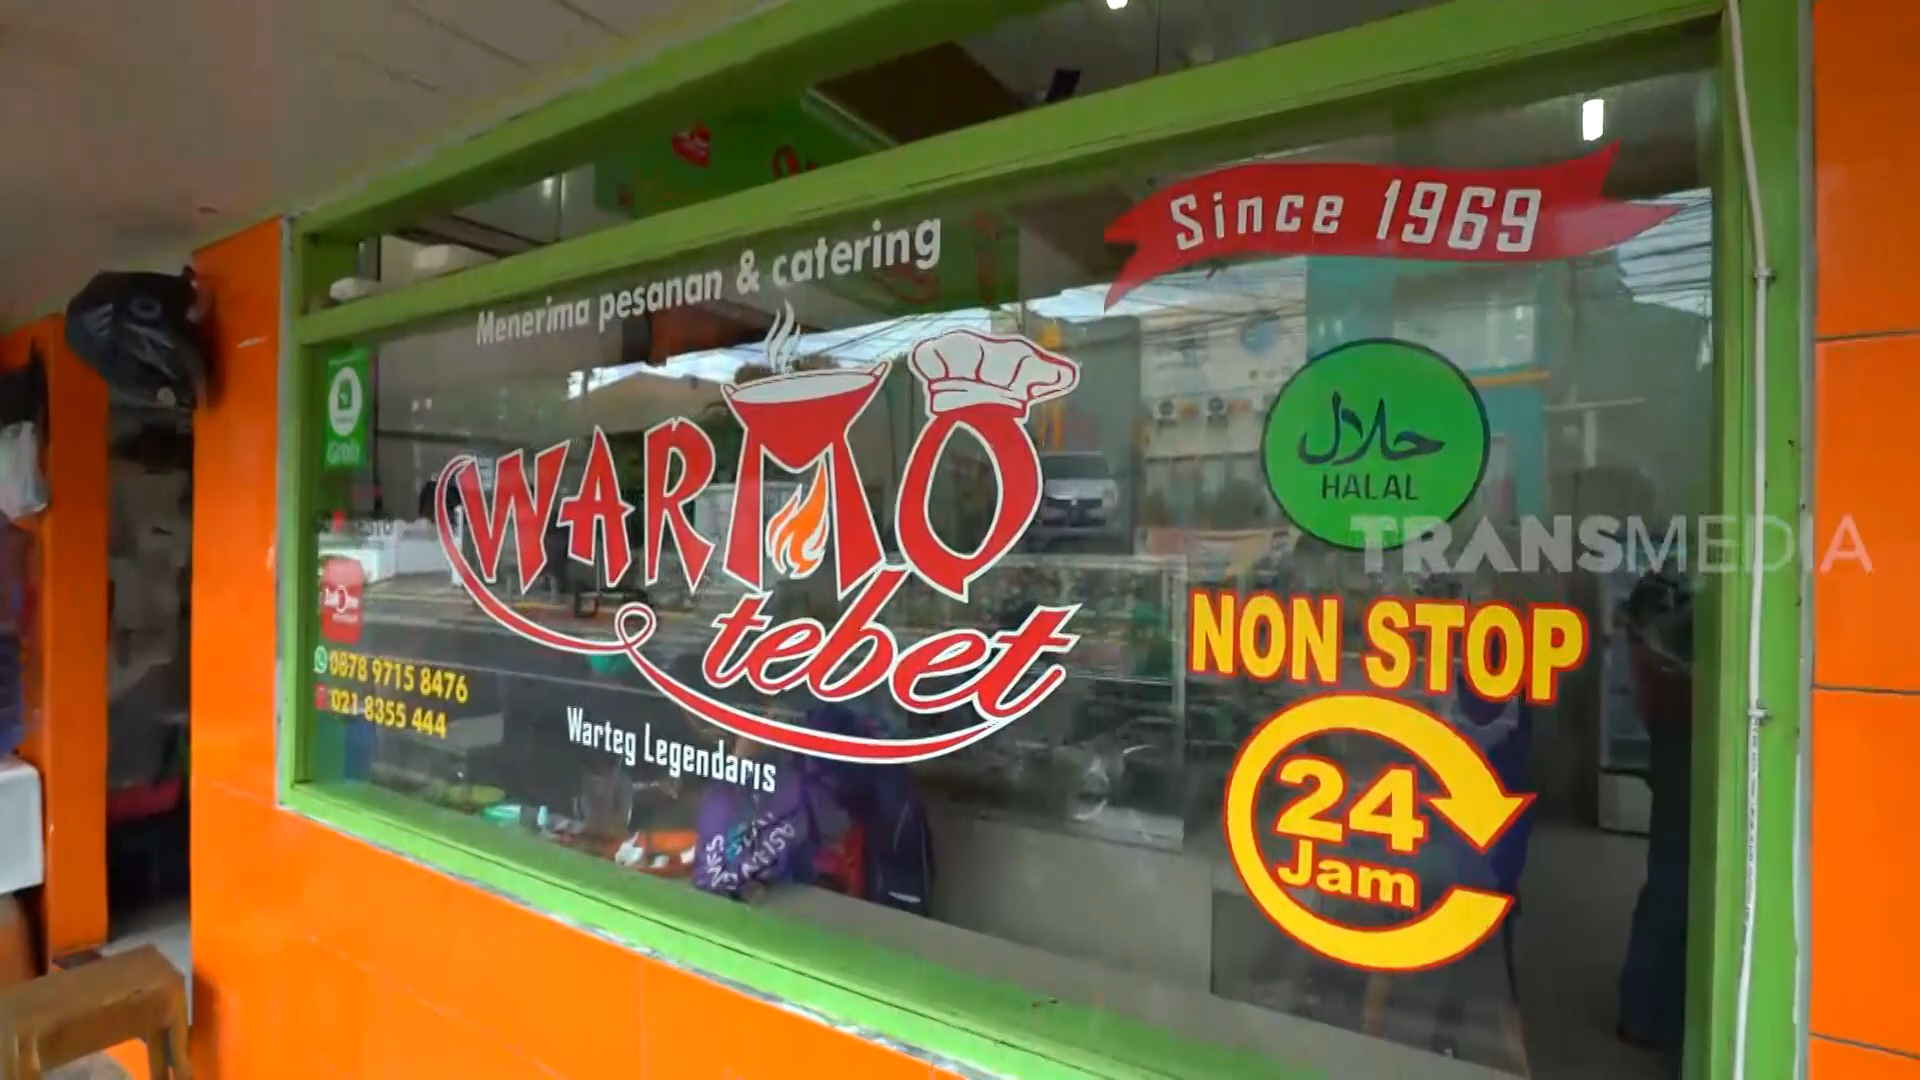 Since 1969
Menerima pesanan & catering
WARMO
tebet
Warteg Legendaris
Grab
0878 9715 8476
021 8355 444
حلال
HALAL
TRANSMEDIA
NON STOP
24
Jam